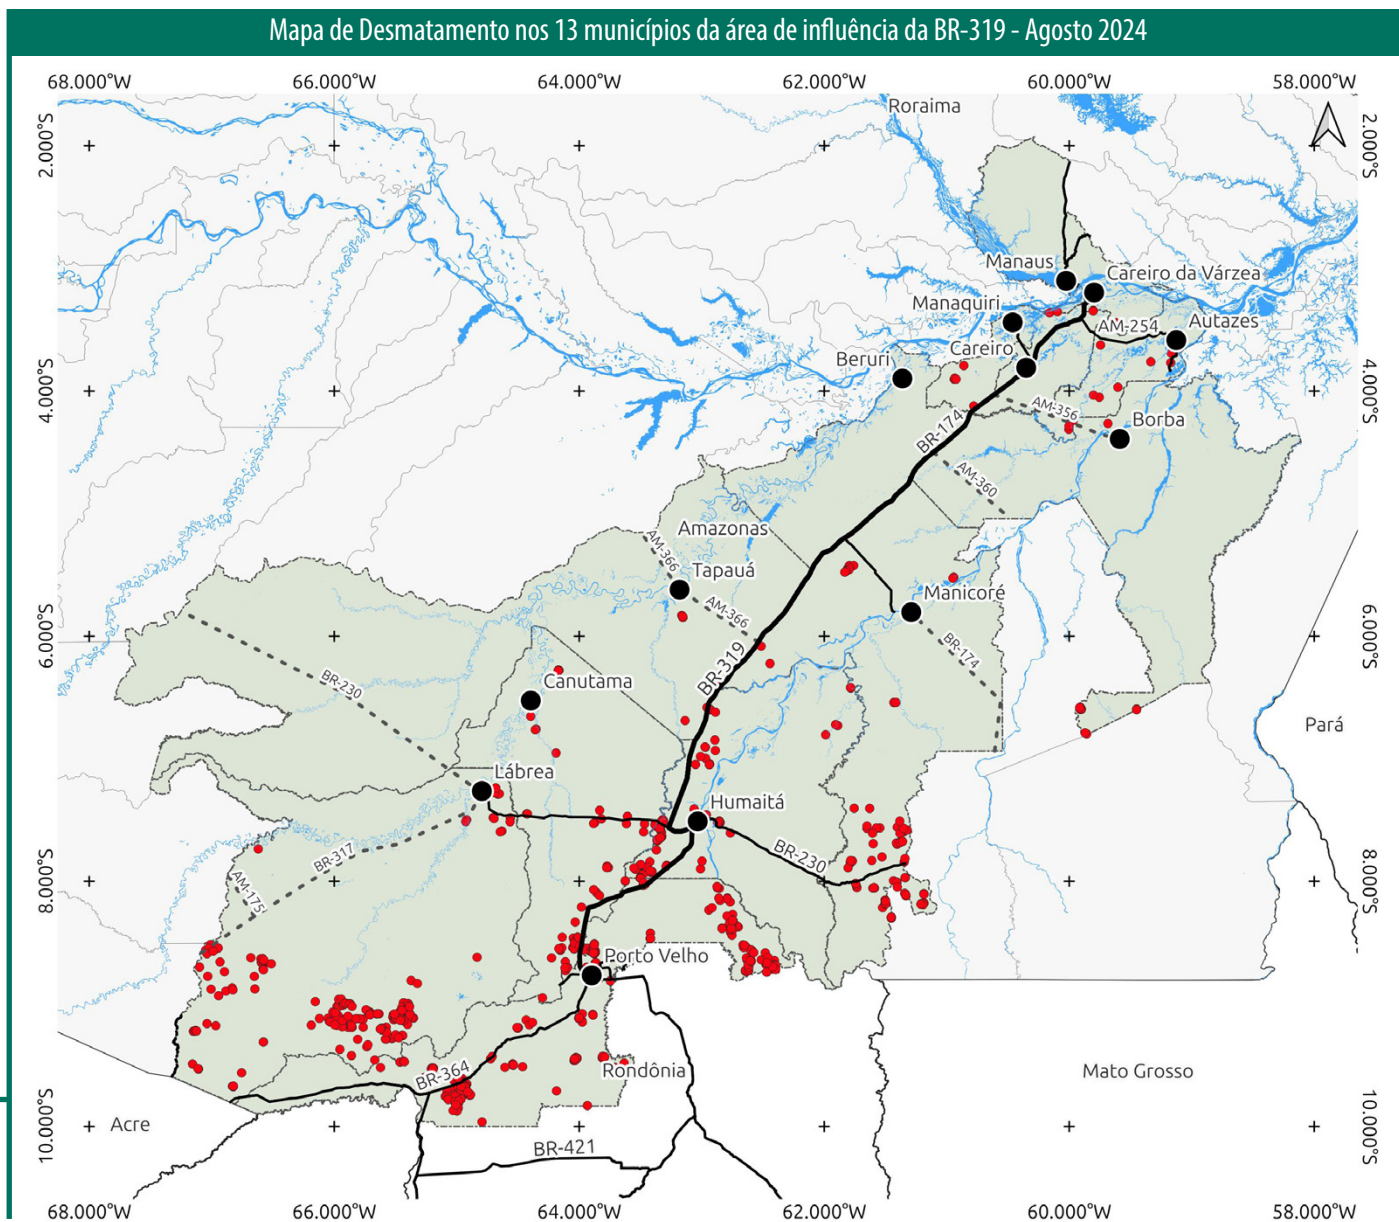 Mapa de Desmatamento nos 13 municípios da área de influência da BR-319 - Agosto 2024
68.000°W 66.000°W 64.000°W 62.000°W 60.000°W 58.000°W
Roraima
2.000°S 2.000°S
Manaus
Careiro da Várzea
Manaquiri
AM-254
Autazes
Careiro
Beruri
4.000°S 4.000°S
AM-356
Borba
BR-174
AM-360
Amazonas
AM-366
Tapauá
Manicoré
AM-366
6.000°S 6.000°S
BR-174
BR-319
BR-230
Canutama
Pará
Lábrea
Humaitá
BR-230
BR-317
8.000°S 8.000°S
AM-175
Porto Velho
BR-364
Rondônia
Mato Grosso
Acre
10.000°S 10.000°S
BR-421
68.000°W 66.000°W 64.000°W 62.000°W 60.000°W 58.000°W